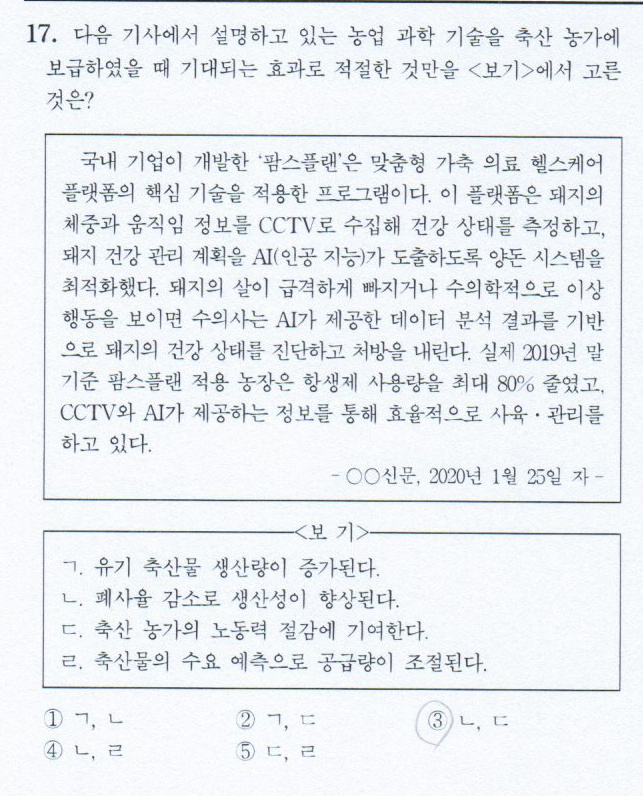 17. 다음 기사에서 설명하고 있는 농업 과학 기술을 축산 농가에
보급하였을 때 기대되는 효과로 적절한 것만을 <보기>에서 고른
것은?
국내 기업이 개발한 ‘팜스플랜’은 맞춤형 가축 의료 헬스케어
플랫폼의 핵심 기술을 적용한 프로그램이다. 이 플랫폼은 돼지의
체중과 움직임 정보를 CCTV로 수집해 건강 상태를 측정하고,
돼지 건강 관리 계획을 AI(인공 지능)가 도출하도록 양돈 시스템을
최적화했다. 돼지의 살이 급격하게 빠지거나 수의학적으로 이상
행동을 보이면 수의사는 AI가 제공한 데이터 분석 결과를 기반
으로 돼지의 건강 상태를 진단하고 처방을 내린다. 실제 2019년 말
기준 팜스플랜 적용 농장은 항생제 사용량을 최대 80% 줄였고,
CCTV와 AI가 제공하는 정보를 통해 효율적으로 사육·관리를
하고 있다.
- ○○신문, 2020년 1월 25일 자 -
<보 기>
ㄱ. 유기 축산물 생산량이 증가된다.
ㄴ. 폐사율 감소로 생산성이 향상된다.
ㄷ. 축산 농가의 노동력 절감에 기여한다.
ㄹ. 축산물의 수요 예측으로 공급량이 조절된다.
① ㄱ, ㄴ ② ㄱ, ㄷ ③ ㄴ, ㄷ
④ ㄴ, ㄹ ⑤ ㄷ, ㄹ